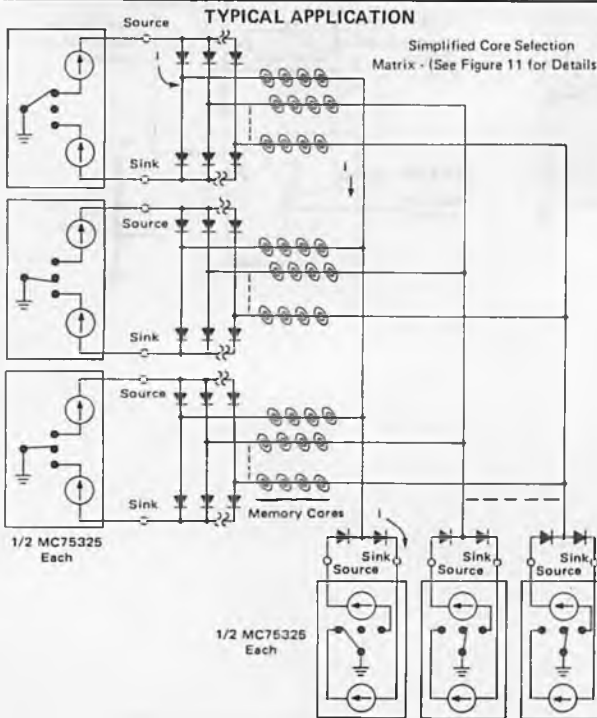 TYPICAL APPLICATION
Simplified Core Selection
Matrix - (See Figure 11 for Details
Source
I
Sink
I
Source
Sink
Source
Sink
Memory Cores
I
1/2 MC75325
Each
Sink
Source
Sink
Source
Sink
Source
1/2 MC75325
Each